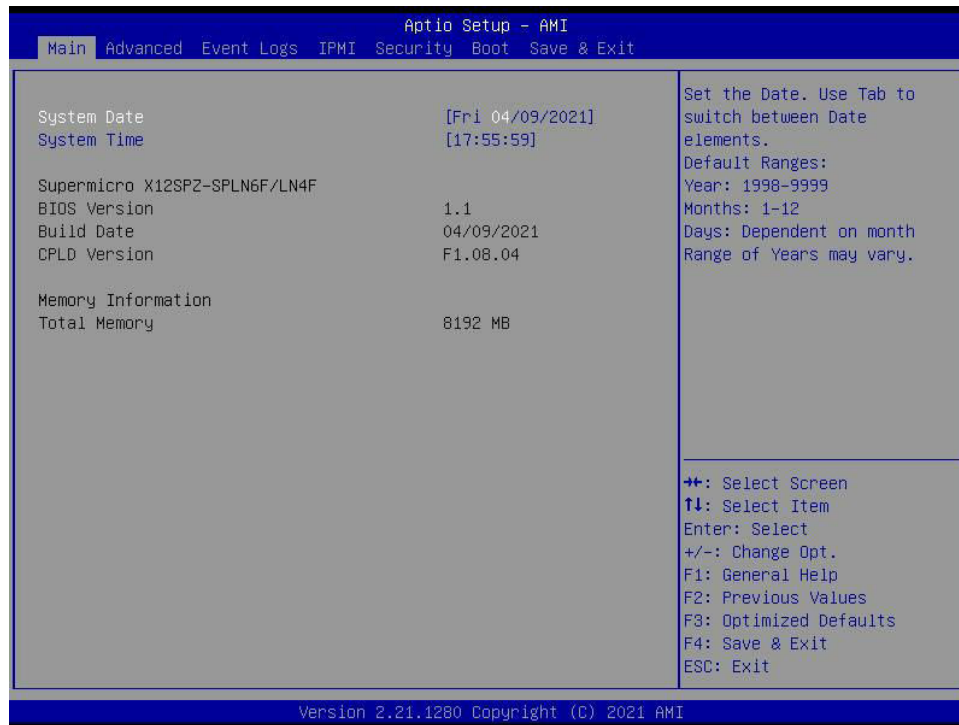 Aptio Setup – AMI
Main Advanced Event Logs IPMI Security Boot Save & Exit
System Date [Fri 04/09/2021]
System Time [17:55:59]
Supermicro X12SPZ-SPLN6F/LN4F
BIOS Version 1.1
Build Date 04/09/2021
CPLD Version F1.08.04
Memory Information
Total Memory 8192 MB
Set the Date. Use Tab to
switch between Date
elements.
Default Ranges:
Year: 1998-9999
Months: 1-12
Days: Dependent on month
Range of Years may vary.
→←: Select Screen
↑↓: Select Item
Enter: Select
+/-: Change Opt.
F1: General Help
F2: Previous Values
F3: Optimized Defaults
F4: Save & Exit
ESC: Exit
Version 2.21.1280 Copyright (C) 2021 AMI